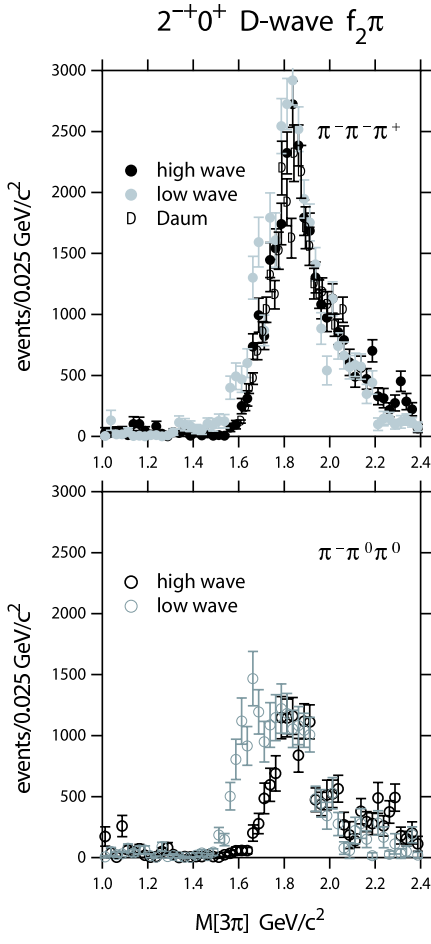 2⁻⁺0⁺ D-wave f₂π
3000
2500
2000
1500
1000
500
0
events/0.025 GeV/c²
π⁻π⁻π⁺
high wave
low wave
D Daum
1.0 1.2 1.4 1.6 1.8 2.0 2.2 2.4
3000
2500
2000
1500
1000
500
0
events/0.025 GeV/c²
π⁻π⁰π⁰
high wave
low wave
1.0 1.2 1.4 1.6 1.8 2.0 2.2 2.4
M[3π] GeV/c²